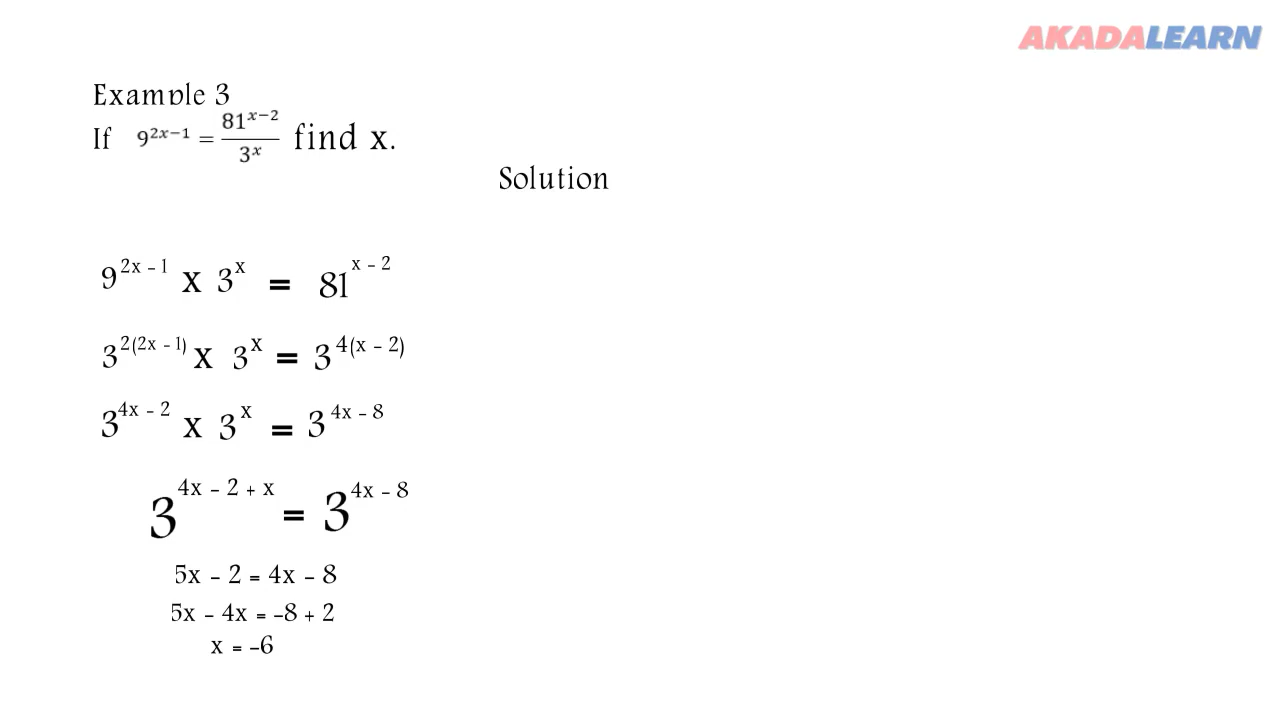 AKADALEARN
Example 3
If 9^{2x−1} = \frac{81^{x−2}}{3^x} find x.
Solution
9^{2x – 1} x 3^x = 81^{x – 2}
3^{2(2x – 1)} x 3^x = 3^{4(x – 2)}
3^{4x – 2} x 3^x = 3^{4x – 8}
3^{4x – 2 + x} = 3^{4x – 8}
5x – 2 = 4x – 8
5x – 4x = –8 + 2
x = –6